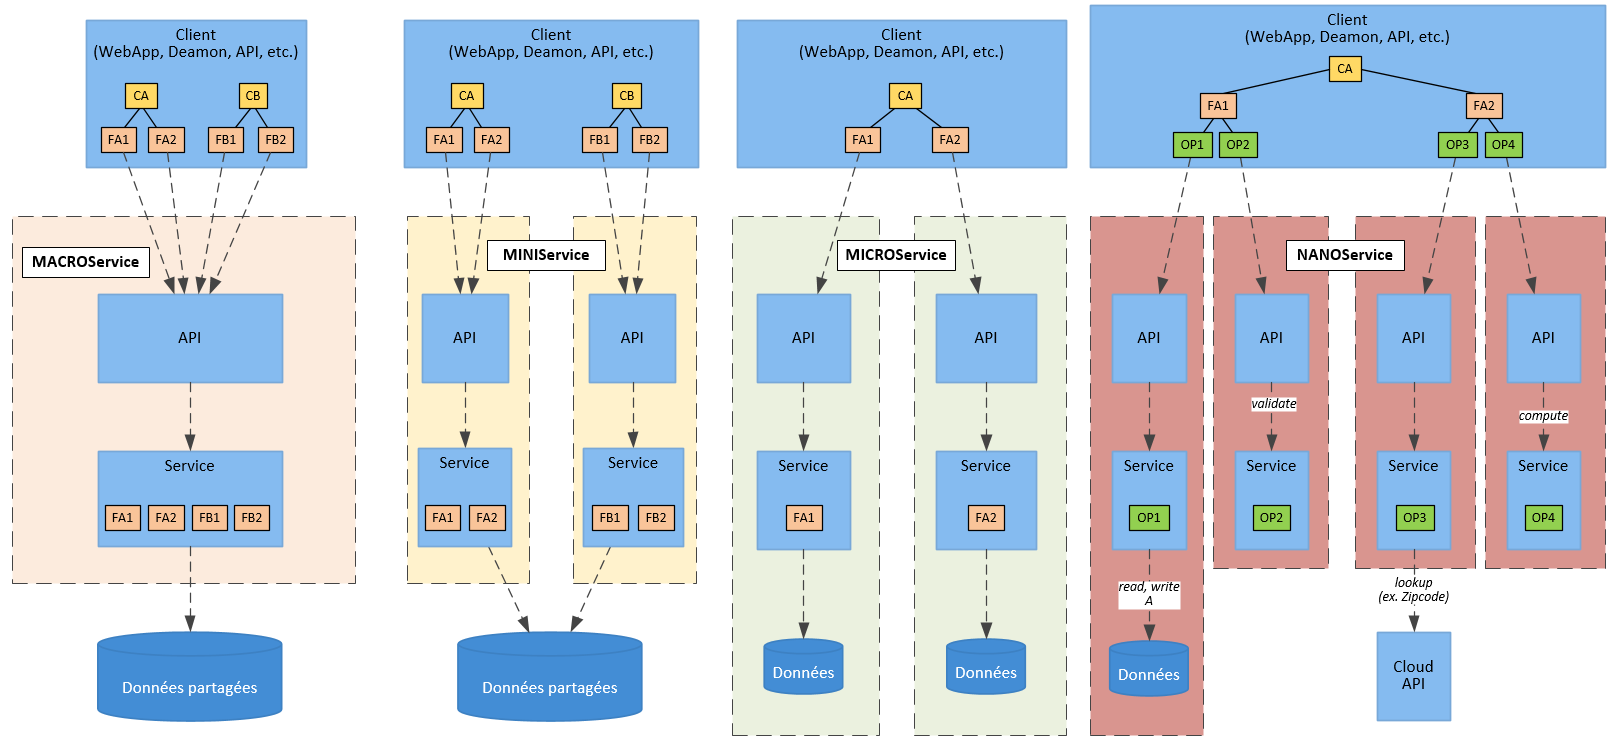 Client
(WebApp, Deamon, API, etc.)
CA
CB
FA1
FA2
FB1
FB2
MACROService
API
Service
FA1
FA2
FB1
FB2
Données partagées
Client
(WebApp, Deamon, API, etc.)
CA
CB
FA1
FA2
FB1
FB2
MINIService
API
API
Service
Service
FA1
FA2
FB1
FB2
Données partagées
Client
(WebApp, Deamon, API, etc.)
CA
FA1
FA2
MICROService
API
API
Service
Service
FA1
FA2
Données
Données
Client
(WebApp, Deamon, API, etc.)
CA
FA1
FA2
OP1
OP2
OP3
OP4
NANOService
API
API
API
API
validate
compute
Service
Service
Service
Service
OP1
OP2
OP3
OP4
read, write
A
lookup
(ex. Zipcode)
Données
Cloud
API